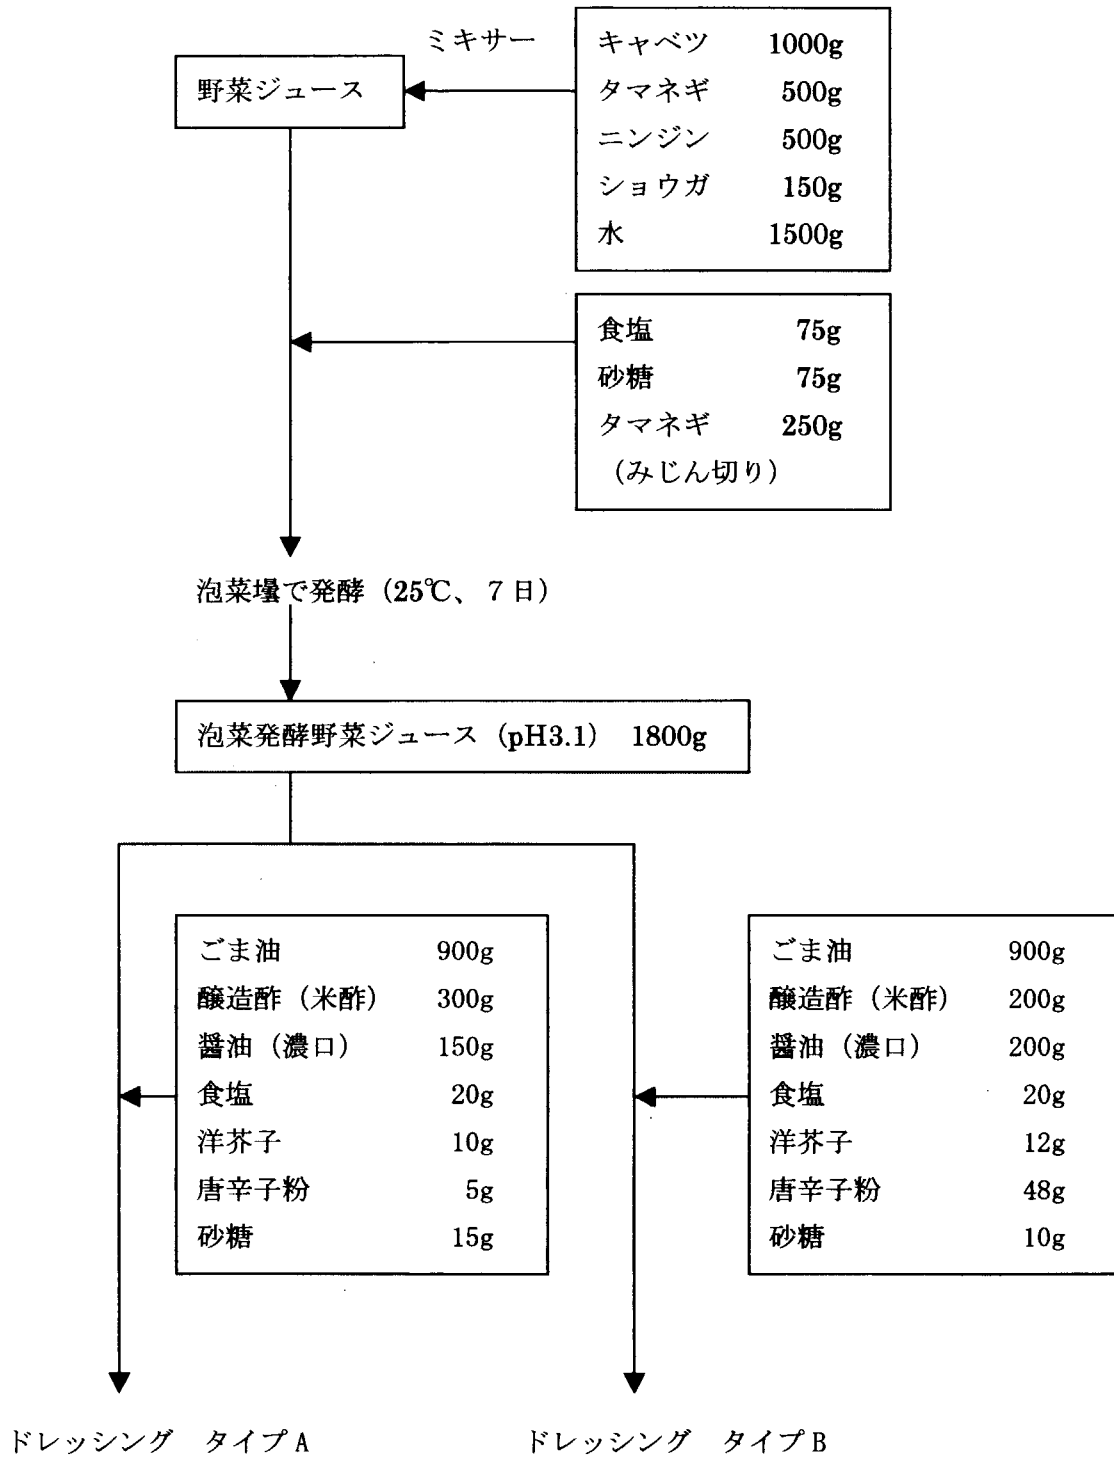 ミキサー
野菜ジュース
キャベツ 1000g
タマネギ 500g
ニンジン 500g
ショウガ 150g
水 1500g
食塩 75g
砂糖 75g
タマネギ 250g
(みじん切り)
泡菜壜で発酵(25℃、7日)
泡菜発酵野菜ジュース(pH3.1) 1800g
ごま油 900g
醸造酢(米酢) 300g
醤油(濃口) 150g
食塩 20g
洋芥子 10g
唐辛子粉 5g
砂糖 15g
ごま油 900g
醸造酢(米酢) 200g
醤油(濃口) 200g
食塩 20g
洋芥子 12g
唐辛子粉 48g
砂糖 10g
ドレッシング タイプA
ドレッシング タイプB